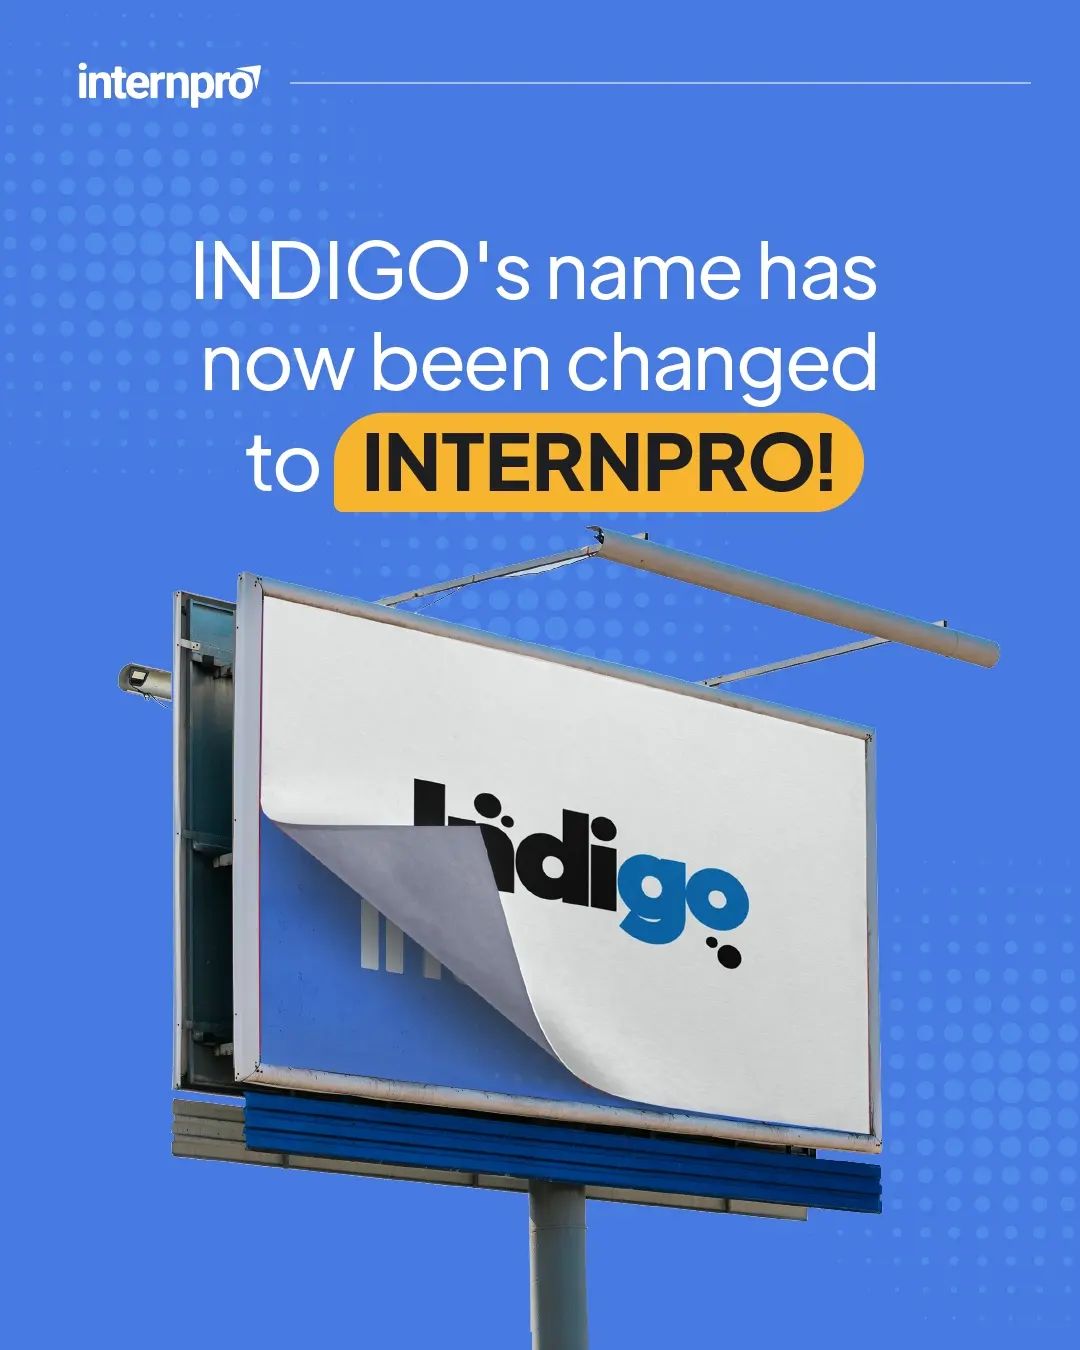 internpro
INDIGO's name has
now been changed
to INTERNPRO!
Indigo